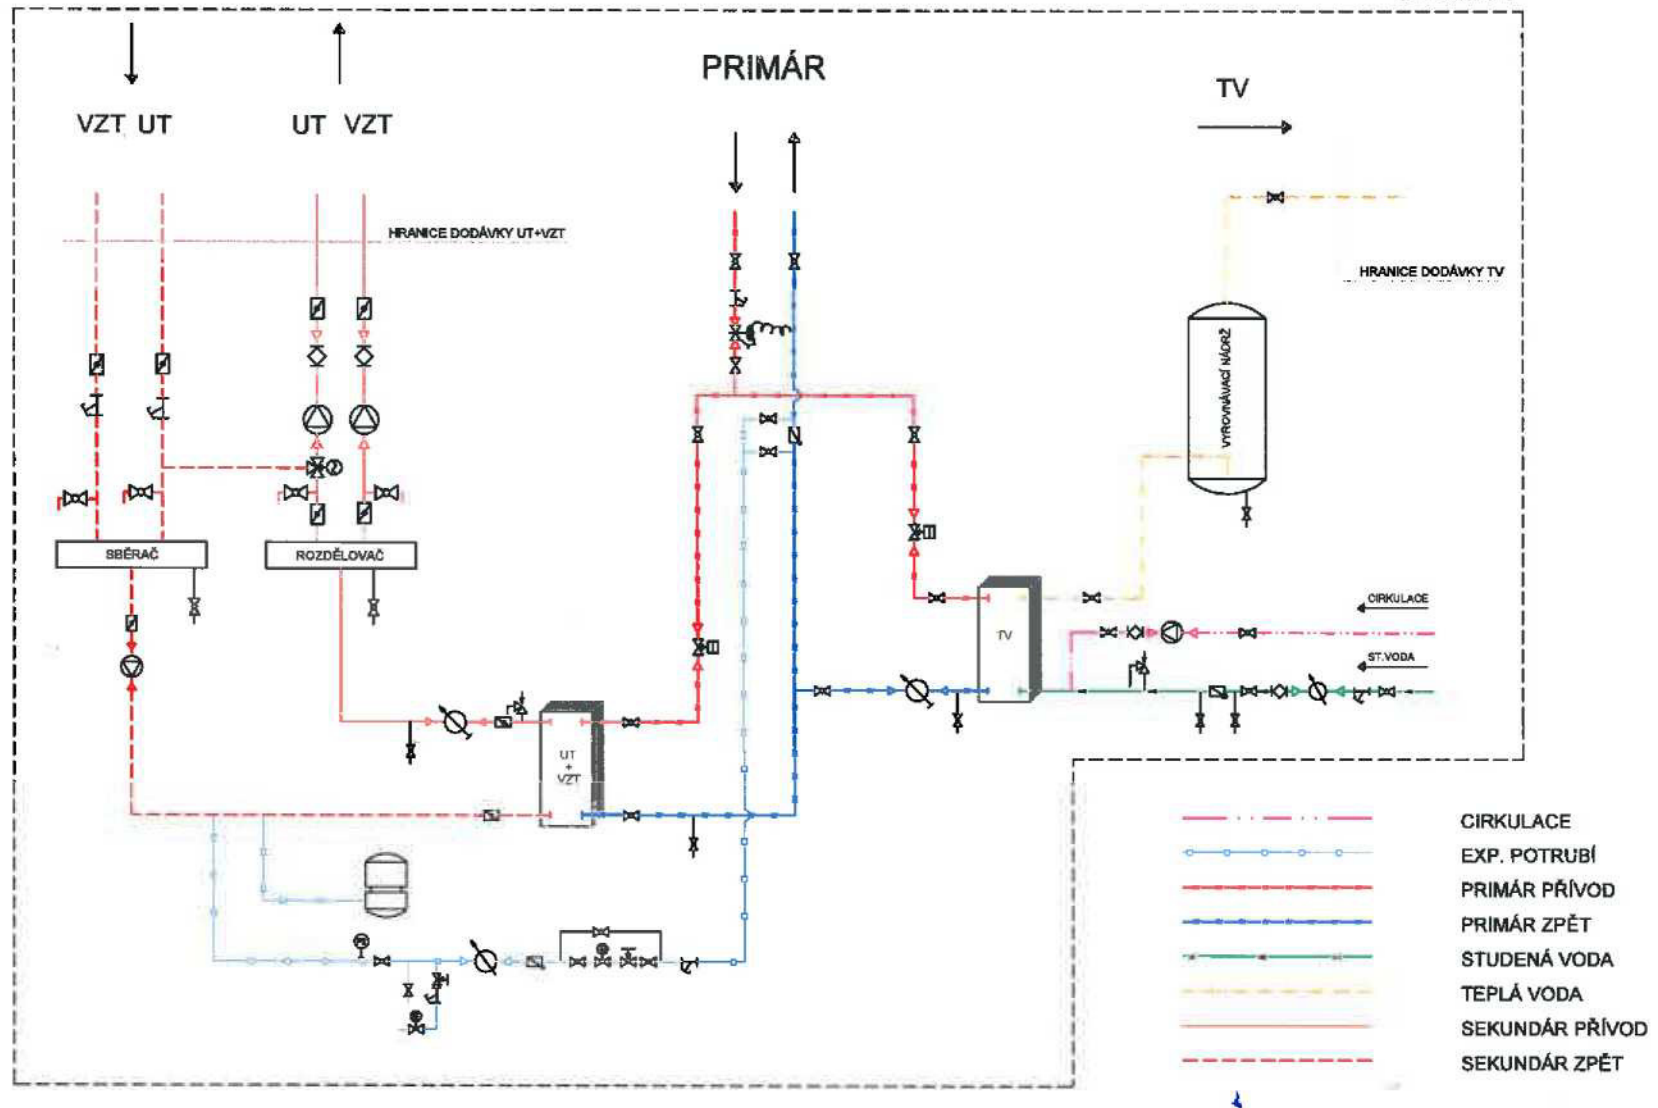 PRIMÁR
TV
VZT UT
UT VZT
HRANICE DODÁVKY UT+VZT
HRANICE DODÁVKY TV
VYROVNÁVACÍ NÁDRŽ
SBĚRAČ
ROZDĚLOVAČ
CIRKULACE
TV
ST.VODA
UT
+
VZT
CIRKULACE
EXP. POTRUBÍ
PRIMÁR PŘÍVOD
PRIMÁR ZPĚT
STUDENÁ VODA
TEPLÁ VODA
SEKUNDÁR PŘÍVOD
SEKUNDÁR ZPĚT